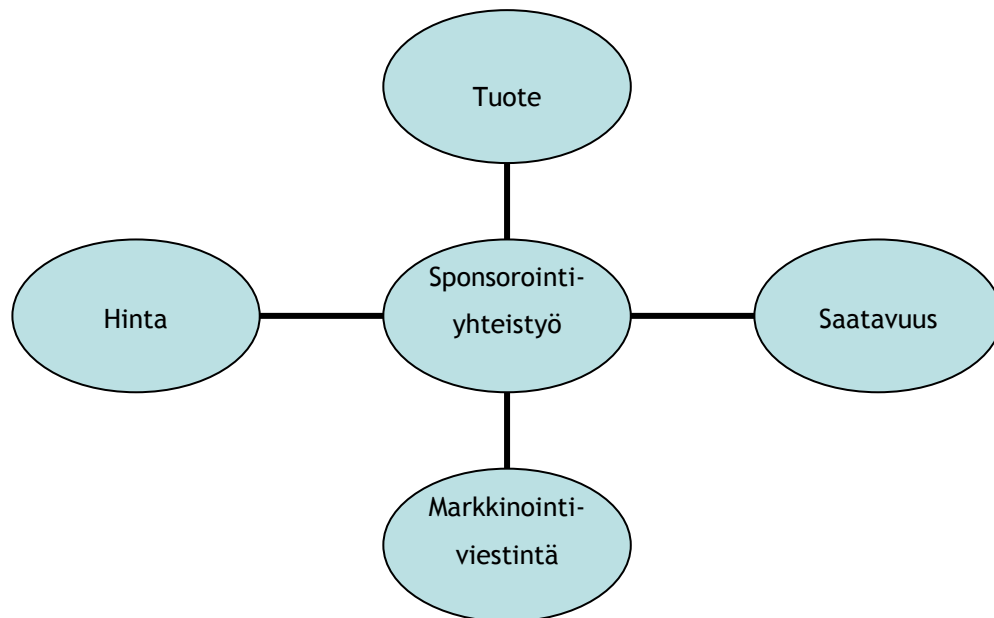 Tuote
Hinta
Sponsorointi-
yhteistyö
Saatavuus
Markkinointi-
viestintä